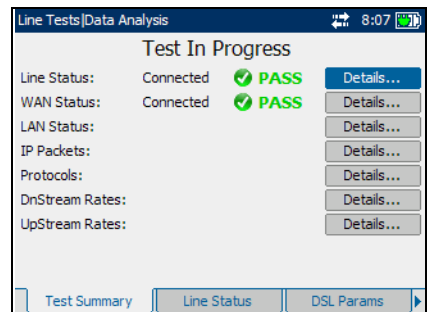 Line Tests|Data Analysis 8:07
Test In Progress
Line Status: Connected PASS Details...
WAN Status: Connected PASS Details...
LAN Status: Details...
IP Packets: Details...
Protocols: Details...
DnStream Rates: Details...
UpStream Rates: Details...
Test Summary Line Status DSL Params